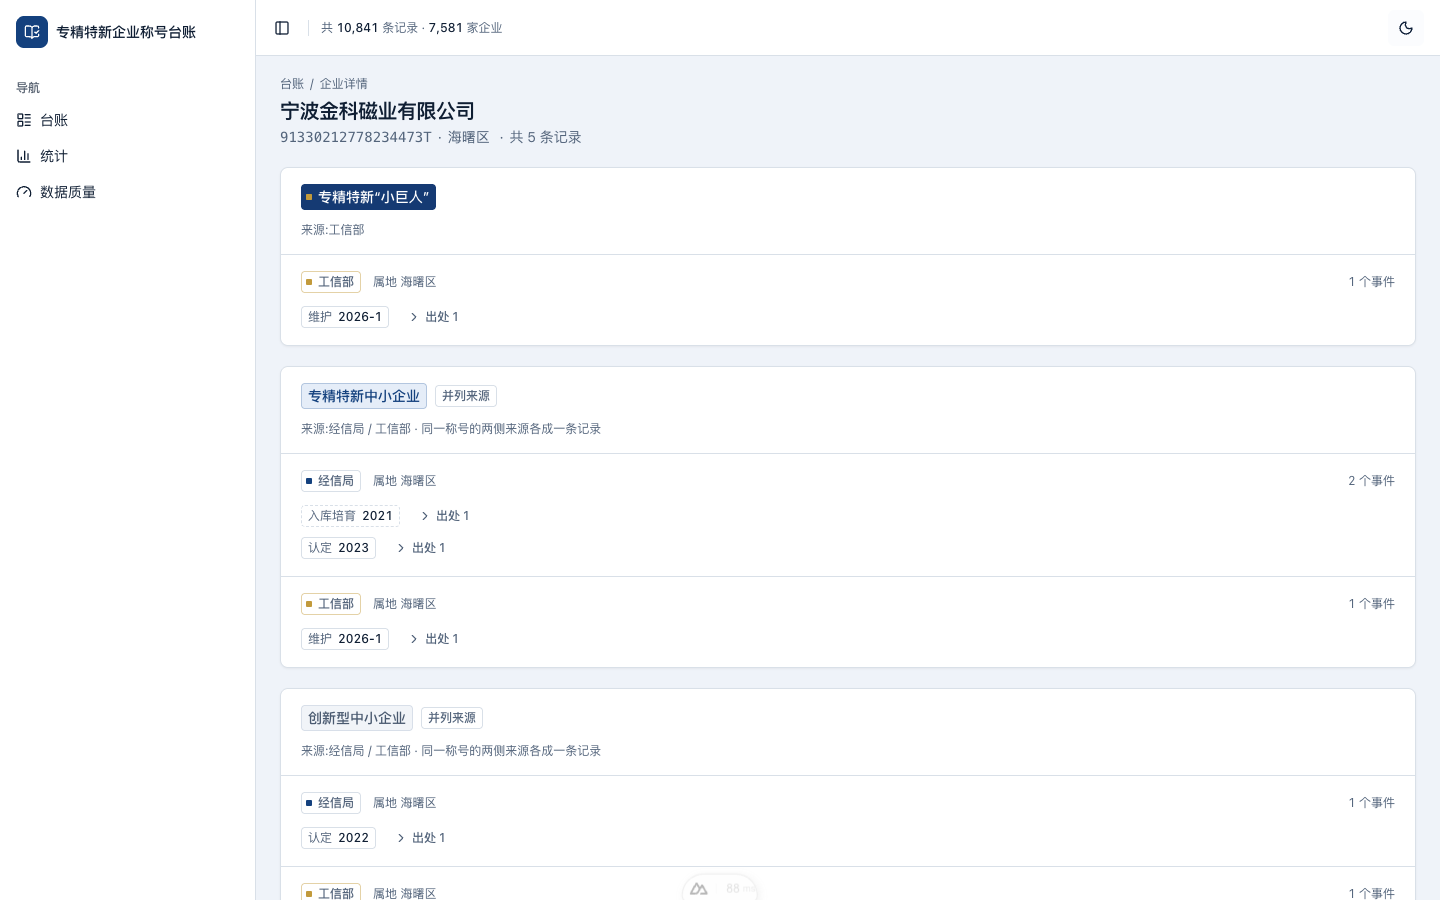 专精特新企业称号台账
共 10,841 条记录 · 7,581 家企业
导航
台账
统计
数据质量
台账 / 企业详情
宁波金科磁业有限公司
91330212778234473T · 海曙区 · 共 5 条记录
专精特新“小巨人”
来源:工信部
工信部 属地 海曙区 1 个事件
维护 2026-1 出处 1
专精特新中小企业 并列来源
来源:经信局 / 工信部 · 同一称号的两侧来源各成一条记录
经信局 属地 海曙区 2 个事件
入库培育 2021 出处 1
认定 2023 出处 1
工信部 属地 海曙区 1 个事件
维护 2026-1 出处 1
创新型中小企业 并列来源
来源:经信局 / 工信部 · 同一称号的两侧来源各成一条记录
经信局 属地 海曙区 1 个事件
认定 2022 出处 1
工信部 属地 海曙区 1 个事件
88